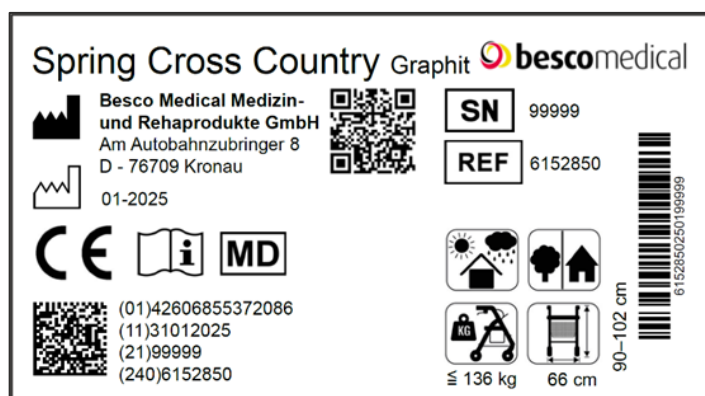 Spring Cross Country Graphit bescomedical
Besco Medical Medizin-
und Rehaprodukte GmbH
Am Autobahnzubringer 8
D - 76709 Kronau
01-2025
SN 99999
REF 6152850
CE
i
MD
(01)42606855372086
(11)31012025
(21)99999
(240)6152850
KG
≦ 136 kg
66 cm
90–102 cm
6152850250199999